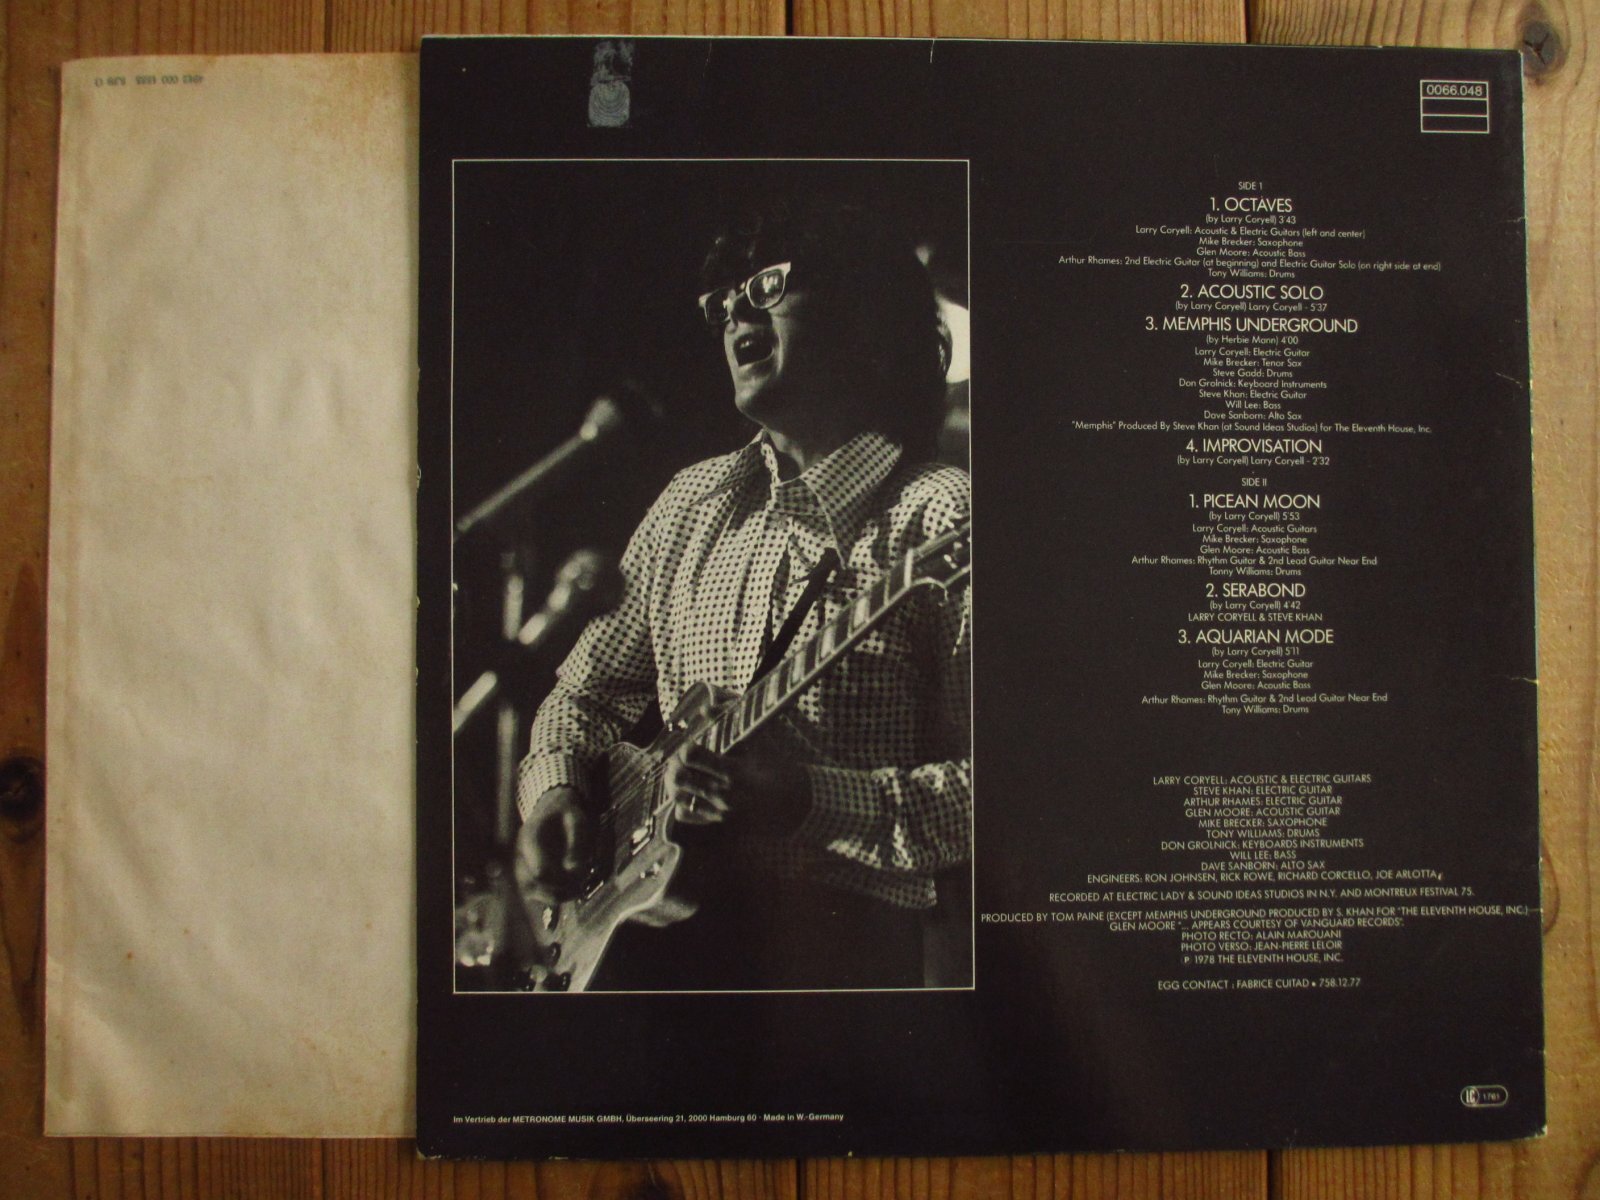 0066.048
SIDE I
1. OCTAVES
(by Larry Coryell) 3'43
Larry Coryell: Acoustic & Electric Guitars (left and center)
Mike Brecker: Saxophone
Glen Moore: Acoustic Bass
Arthur Rhames: 2nd Electric Guitar (at beginning) and Electric Guitar Solo (on right side at end)
Tony Williams: Drums
2. ACOUSTIC SOLO
(by Larry Coryell) Larry Coryell - 5'37
3. MEMPHIS UNDERGROUND
(by Herbie Mann) 4'00
Larry Coryell: Electric Guitar
Mike Brecker: Tenor Sax
Steve Gadd: Drums
Don Grolnick: Keyboard Instruments
Steve Khan: Electric Guitar
Will Lee: Bass
Dave Sanborn: Alto Sax
"Memphis" Produced By Steve Khan (at Sound Ideas Studios) for The Eleventh House, Inc.
4. IMPROVISATION
(by Larry Coryell) Larry Coryell - 2'32
SIDE II
1. PICEAN MOON
(by Larry Coryell) 5'53
Larry Coryell: Acoustic Guitars
Mike Brecker: Saxophone
Glen Moore: Acoustic Bass
Arthur Rhames: Rhythm Guitar & 2nd Lead Guitar Near End
Tonny Williams: Drums
2. SERABOND
(by Larry Coryell) 4'42
LARRY CORYELL & STEVE KHAN
3. AQUARIAN MODE
(by Larry Coryell) 5'11
Larry Coryell: Electric Guitar
Mike Brecker: Saxophone
Glen Moore: Acoustic Bass
Arthur Rhames: Rhythm Guitar & 2nd Lead Guitar Near End
Tony Williams: Drums
LARRY CORYELL: ACOUSTIC & ELECTRIC GUITARS
STEVE KHAN: ELECTRIC GUITAR
ARTHUR RHAMES: ELECTRIC GUITAR
GLEN MOORE: ACOUSTIC GUITAR
MIKE BRECKER: SAXOPHONE
TONY WILLIAMS: DRUMS
DON GROLNICK: KEYBOARDS INSTRUMENTS
WILL LEE: BASS
DAVE SANBORN: ALTO SAX
ENGINEERS: RON JOHNSEN, RICK ROWE, RICHARD CORCELLO, JOE ARLOTTA
RECORDED AT ELECTRIC LADY & SOUND IDEAS STUDIOS IN N.Y. AND MONTREUX FESTIVAL 75.
PRODUCED BY TOM PAINE (EXCEPT MEMPHIS UNDERGROUND PRODUCED BY S. KHAN FOR "THE ELEVENTH HOUSE, INC.)
GLEN MOORE "... APPEARS COURTESY OF VANGUARD RECORDS".
PHOTO RECTO: ALAIN MAROUANI
PHOTO VERSO: JEAN-PIERRE LELOIR
℗ 1978 THE ELEVENTH HOUSE, INC.
EGG CONTACT : FABRICE CUITAD • 758.12.77
LC 1761
Im Vertrieb der METRONOME MUSIK GMBH, Überseering 21, 2000 Hamburg 60 · Made in W.-Germany